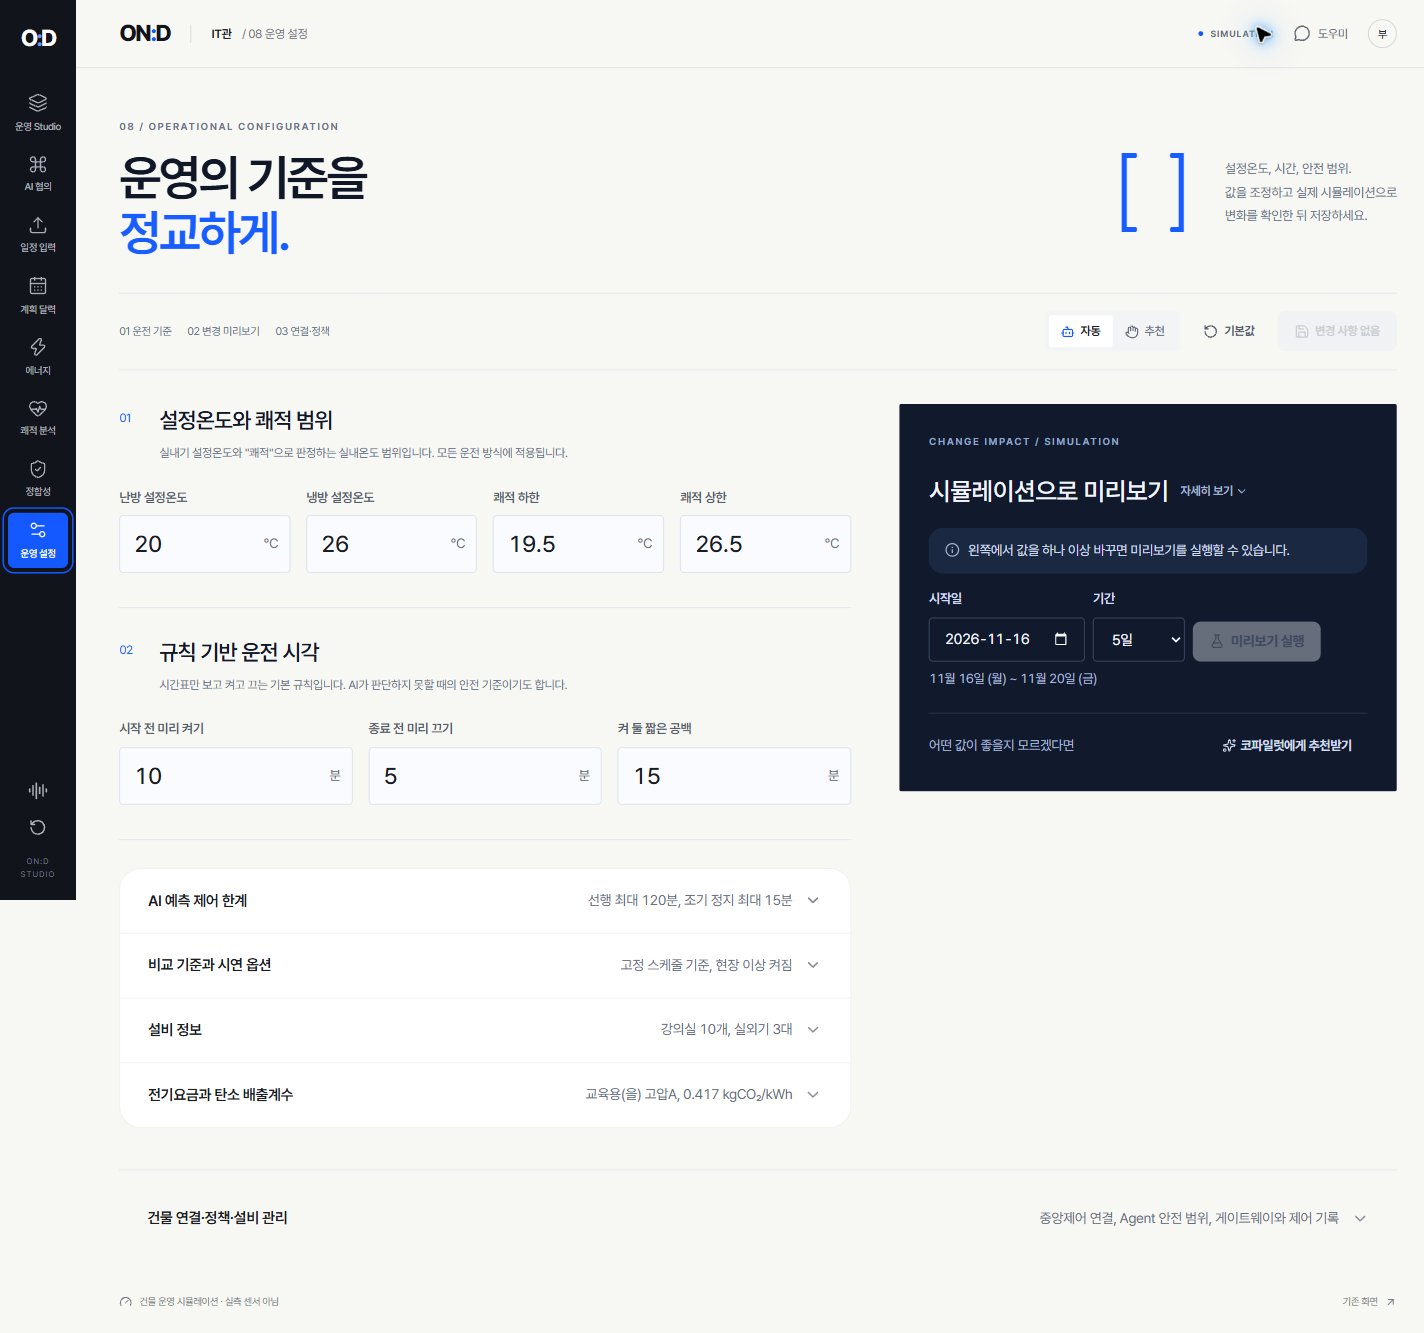 O:D
운영 Studio
AI 협의
일정 입력
계획 달력
에너지
쾌적 분석
정합성
운영 설정
ON:D
STUDIO
ON:D
IT관 / 08 운영 설정
도우미
부
08 / OPERATIONAL CONFIGURATION
운영의 기준을
정교하게.
[ ]
설정온도, 시간, 안전 범위.
값을 조정하고 실제 시뮬레이션으로
변화를 확인한 뒤 저장하세요.
01 운전 기준 02 변경 미리보기 03 연결·정책
자동 추천 기본값 변경 사항 없음
01 설정온도와 쾌적 범위
실내기 설정온도와 "쾌적"으로 판정하는 실내온도 범위입니다. 모든 운전 방식에 적용됩니다.
난방 설정온도 냉방 설정온도 쾌적 하한 쾌적 상한
20 °C 26 °C 19.5 °C 26.5 °C
02 규칙 기반 운전 시각
시간표만 보고 켜고 끄는 기본 규칙입니다. AI가 판단하지 못할 때의 안전 기준이기도 합니다.
시작 전 미리 켜기 종료 전 미리 끄기 켜 둘 짧은 공백
10 분 5 분 15 분
AI 예측 제어 한계 선행 최대 120분, 조기 정지 최대 15분
비교 기준과 시연 옵션 고정 스케줄 기준, 현장 이상 켜짐
설비 정보 강의실 10개, 실외기 3대
전기요금과 탄소 배출계수 교육용(을) 고압A, 0.417 kgCO₂/kWh
CHANGE IMPACT / SIMULATION
시뮬레이션으로 미리보기 자세히 보기
왼쪽에서 값을 하나 이상 바꾸면 미리보기를 실행할 수 있습니다.
시작일 기간
2026-11-16 5일 미리보기 실행
11월 16일 (월) ~ 11월 20일 (금)
어떤 값이 좋을지 모르겠다면 코파일럿에게 추천받기
건물 연결·정책·설비 관리 중앙제어 연결, Agent 안전 범위, 게이트웨이와 제어 기록
건물 운영 시뮬레이션 · 실측 센서 아님 기존 화면